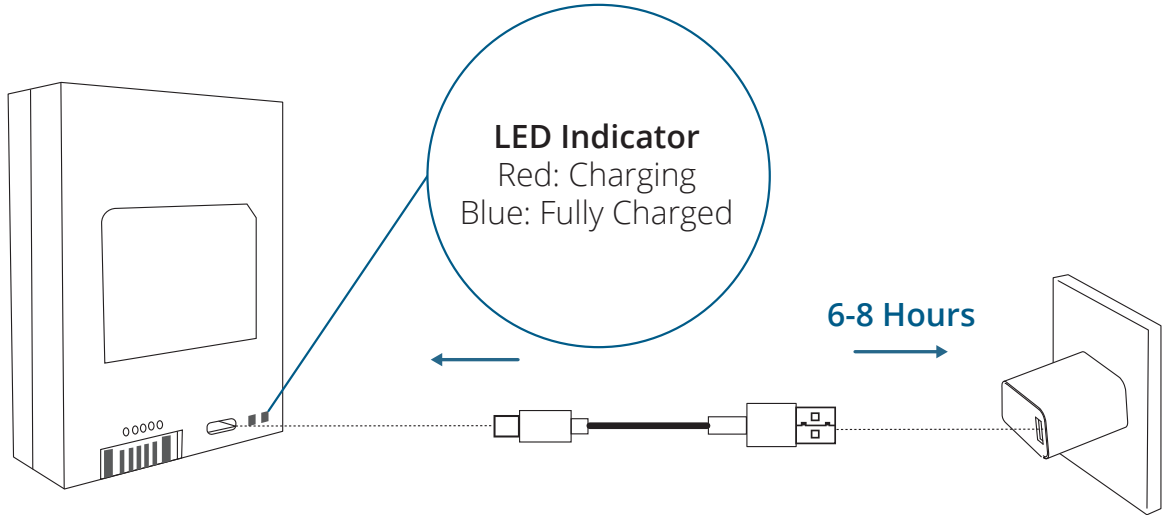 LED Indicator
Red: Charging
Blue: Fully Charged
6-8 Hours